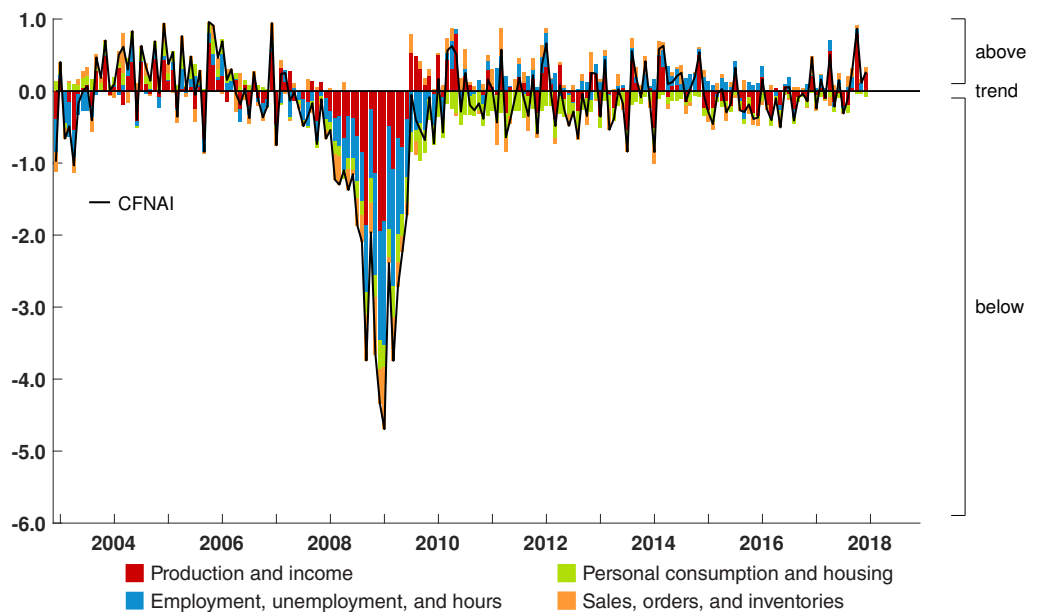 1.0
0.0
-1.0
-2.0
-3.0
-4.0
-5.0
-6.0
above
trend
below
CFNAI
2004 2006 2008 2010 2012 2014 2016 2018
Production and income
Personal consumption and housing
Employment, unemployment, and hours
Sales, orders, and inventories